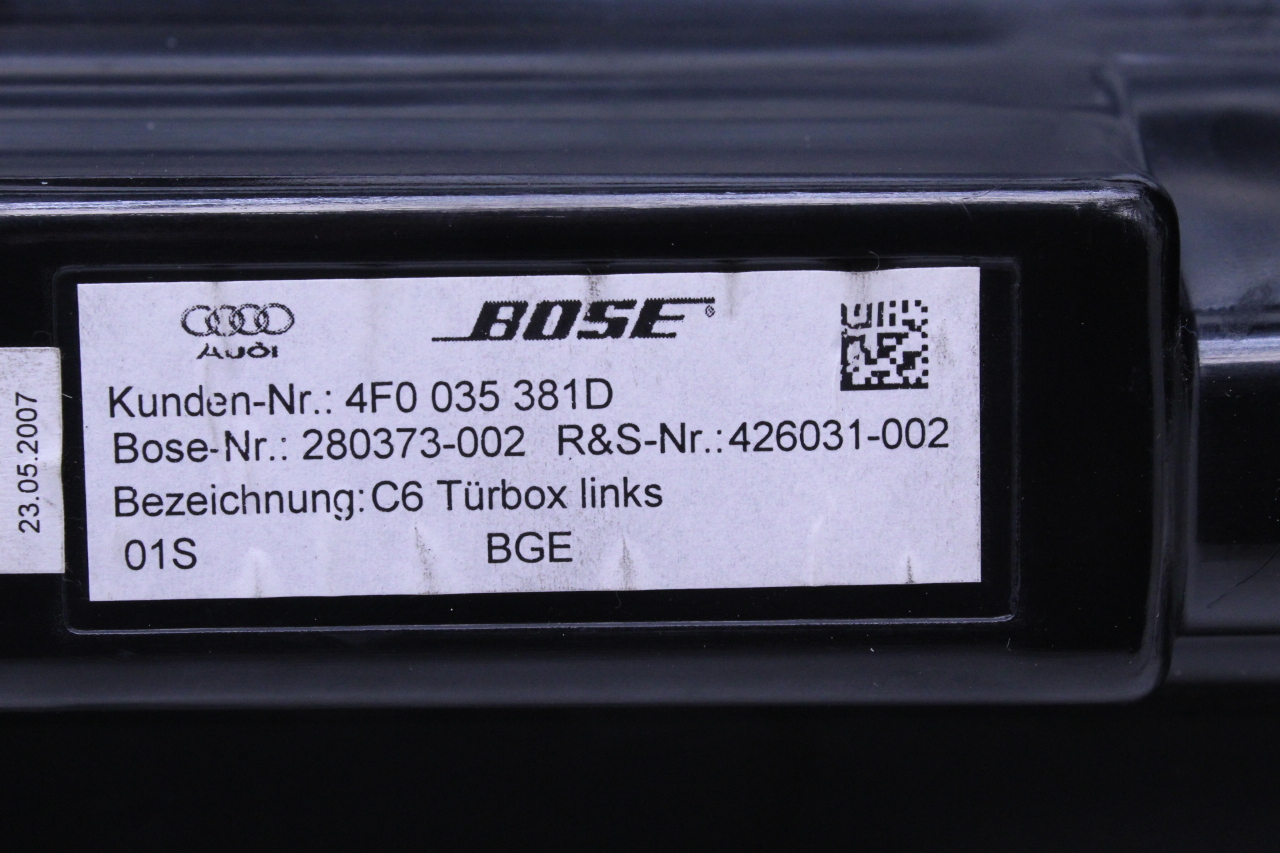 AUDI
BOSE®
Kunden-Nr.: 4F0 035 381D
Bose-Nr.: 280373-002 R&S-Nr.:426031-002
Bezeichnung: C6 Türbox links
01S BGE
23.05.2007